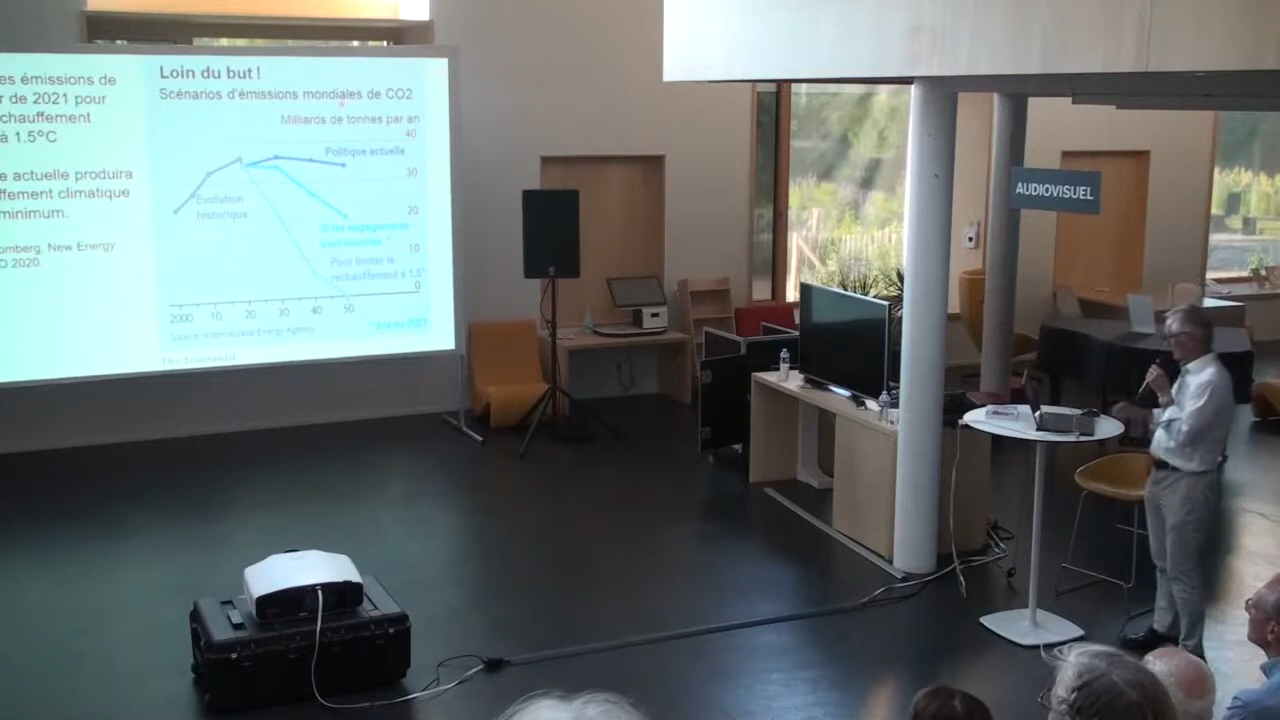 es émissions de
r de 2021 pour
chauffement
à 1.5°C
e actuelle produira
ffement climatique
minimum.
omberg, New Energy
O 2020.
Loin du but !
Scénarios d'émissions mondiales de CO2
Milliards de tonnes par an
40
Politique actuelle
30
Evolution
historique
20
Si les engagements
10
Pour limiter le
réchauffement à 1,5°
0
2000 10 20 30 40 50
Source: International Energy Agency
AUDIOVISUEL